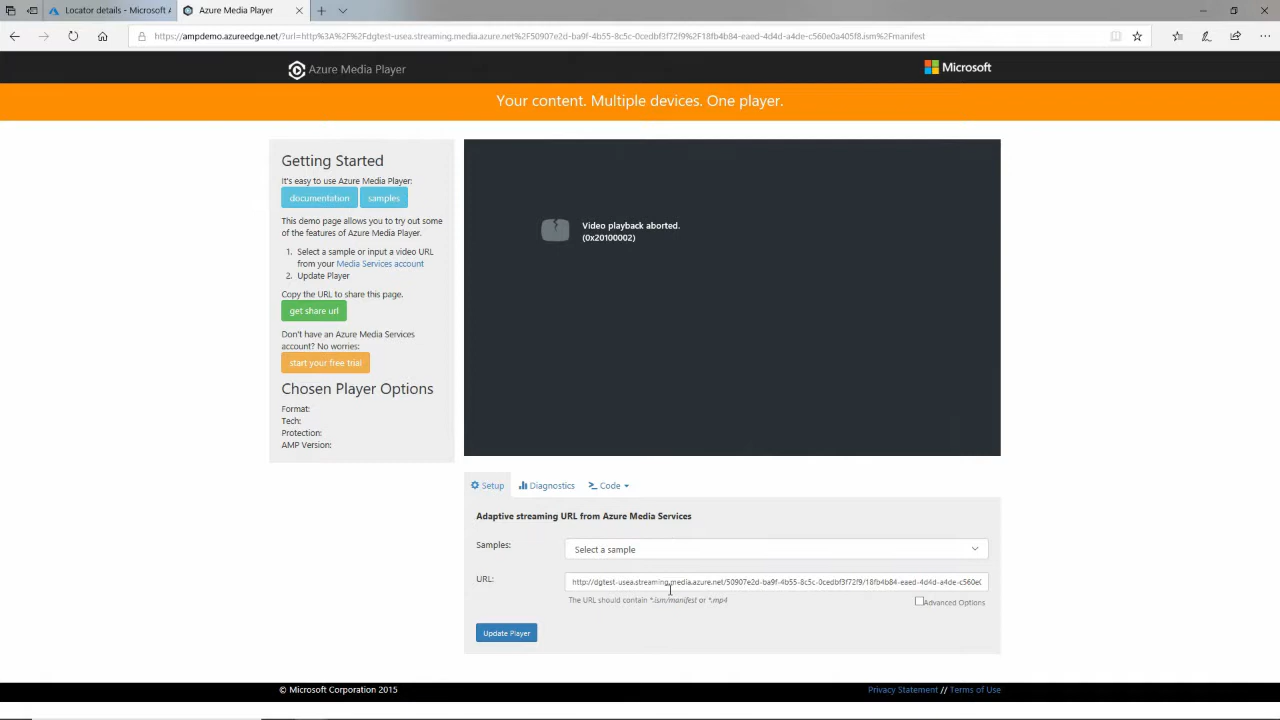 Locator details - Microsoft A
Azure Media Player
https://ampdemo.azureedge.net/?url=http%3A%2F%2Fdgtest-usea.streaming.media.azure.net%2F50907e2d-ba9f-4b55-8c5c-0cedbf3f72f9%2F18fb4b84-eaed-4d4d-a4de-c560e0a405f8.ism%2Fmanifest
Azure Media Player
Microsoft
Your content. Multiple devices. One player.
Getting Started
It's easy to use Azure Media Player:
documentation
samples
This demo page allows you to try out some
of the features of Azure Media Player.
1. Select a sample or input a video URL
from your Media Services account
2. Update Player
Copy the URL to share this page.
get share url
Don't have an Azure Media Services
account? No worries:
start your free trial
Chosen Player Options
Format:
Tech:
Protection:
AMP Version:
Video playback aborted.
(0x20100002)
Setup
Diagnostics
Code
Adaptive streaming URL from Azure Media Services
Samples:
Select a sample
URL:
http://dgtest-usea.streaming.media.azure.net/50907e2d-ba9f-4b55-8c5c-0cedbf3f72f9/18fb4b84-eaed-4d4d-a4de-c560e0
The URL should contain *.ism/manifest or *.mp4
Advanced Options
Update Player
© Microsoft Corporation 2015
Privacy Statement // Terms of Use